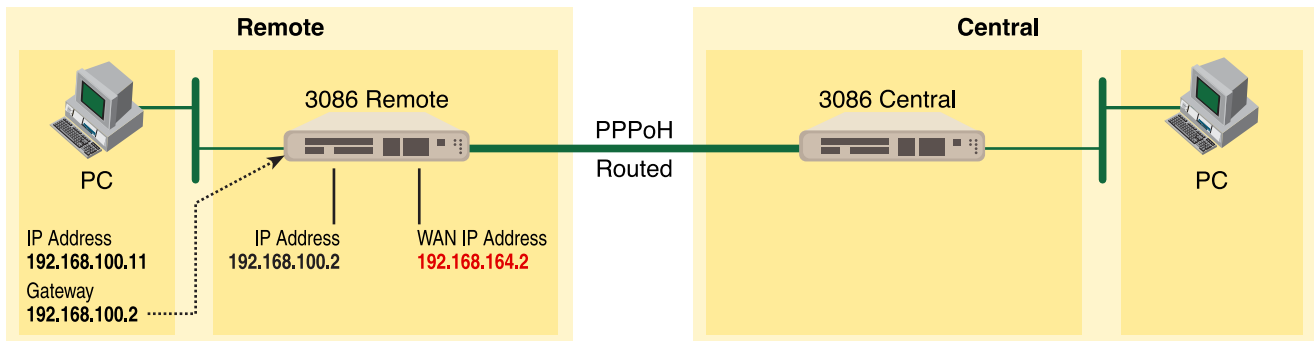 Remote
Central
3086 Remote
3086 Central
PPPoH
Routed
PC
PC
IP Address
192.168.100.11
Gateway
192.168.100.2
IP Address
192.168.100.2
WAN IP Address
192.168.164.2